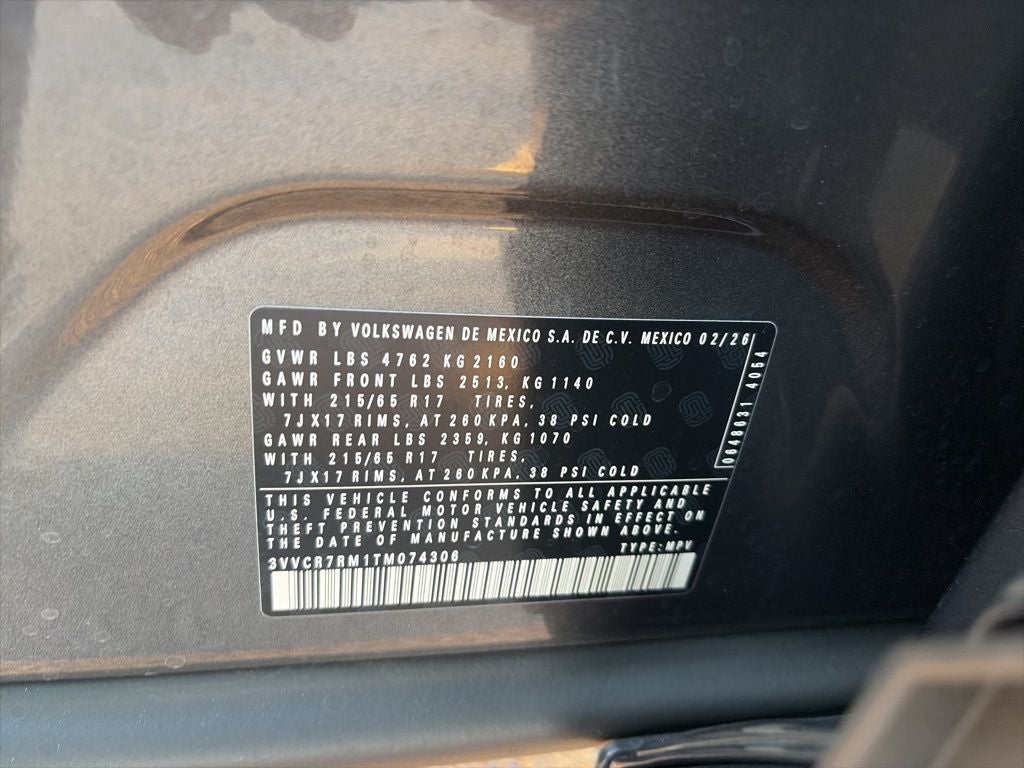 MFD BY VOLKSWAGEN DE MEXICO S.A. DE C.V. MEXICO 02/26
GVWR LBS 4762 KG 2160
GAWR FRONT LBS 2513, KG 1140
WITH 215/65 R17 TIRES,
7JX17 RIMS, AT 260 KPA, 38 PSI COLD
GAWR REAR LBS 2359, KG 1070
WITH 215/65 R17 TIRES,
7JX17 RIMS, AT 260 KPA, 38 PSI COLD
0648631 4054
THIS VEHICLE CONFORMS TO ALL APPLICABLE
U.S. FEDERAL MOTOR VEHICLE SAFETY AND
THEFT PREVENTION STANDARDS IN EFFECT ON
THE DATE OF MANUFACTURE SHOWN ABOVE.
3VVCR7RM1TM074306 TYPE:MPV